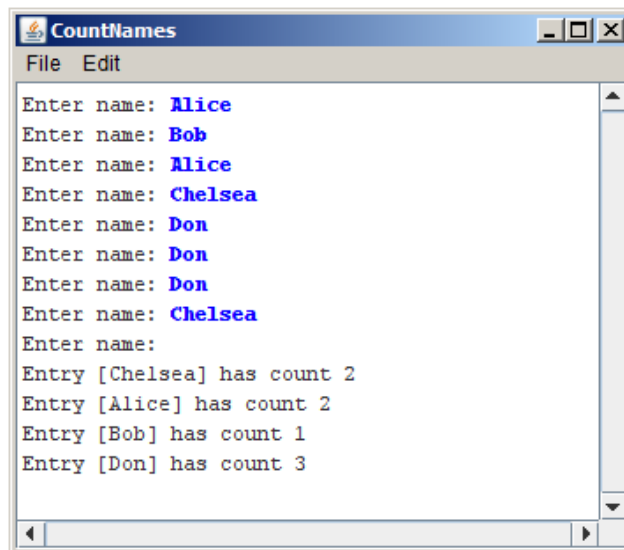 CountNames
File Edit
Enter name: Alice
Enter name: Bob
Enter name: Alice
Enter name: Chelsea
Enter name: Don
Enter name: Don
Enter name: Don
Enter name: Chelsea
Enter name:
Entry [Chelsea] has count 2
Entry [Alice] has count 2
Entry [Bob] has count 1
Entry [Don] has count 3